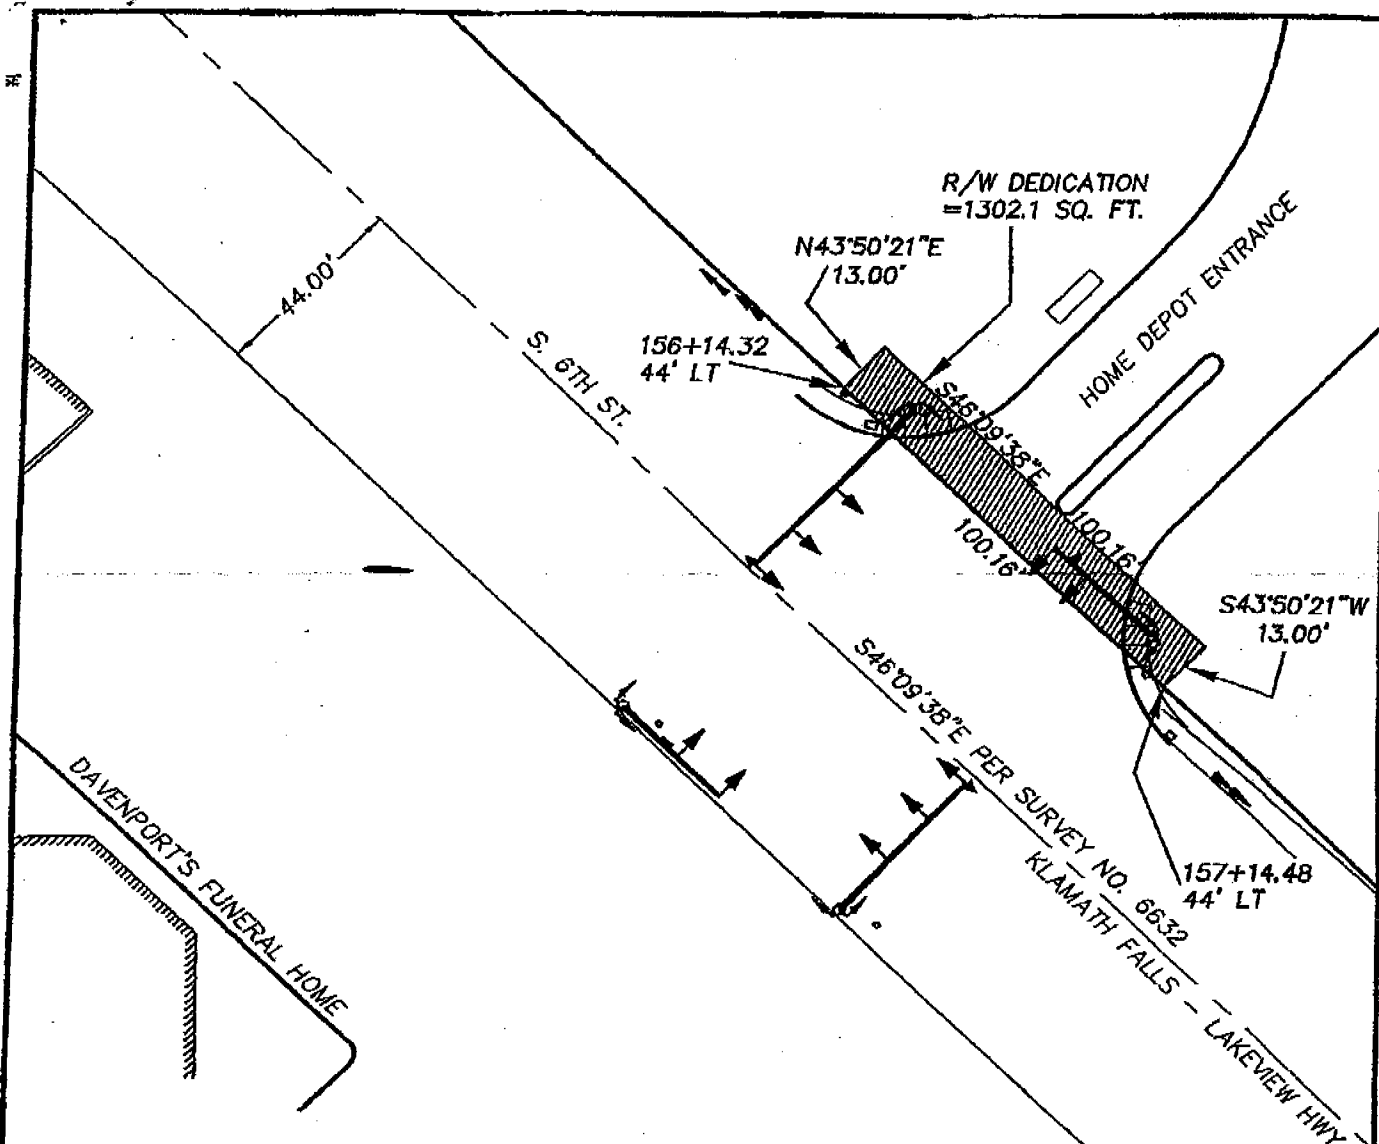 R/W DEDICATION
=1302.1 SQ. FT.
N43°50'21"E
13.00'
HOME DEPOT ENTRANCE
44.00'
156+14.32
44' LT
S. 6TH ST.
S46°09'38"E
100.16'
100.16'
S43°50'21"W
13.00'
S46°09'38"E PER SURVEY NO. 6632
KLAMATH FALLS - LAKEVIEW HWY
157+14.48
44' LT
DAVENPORT'S FUNERAL HOME